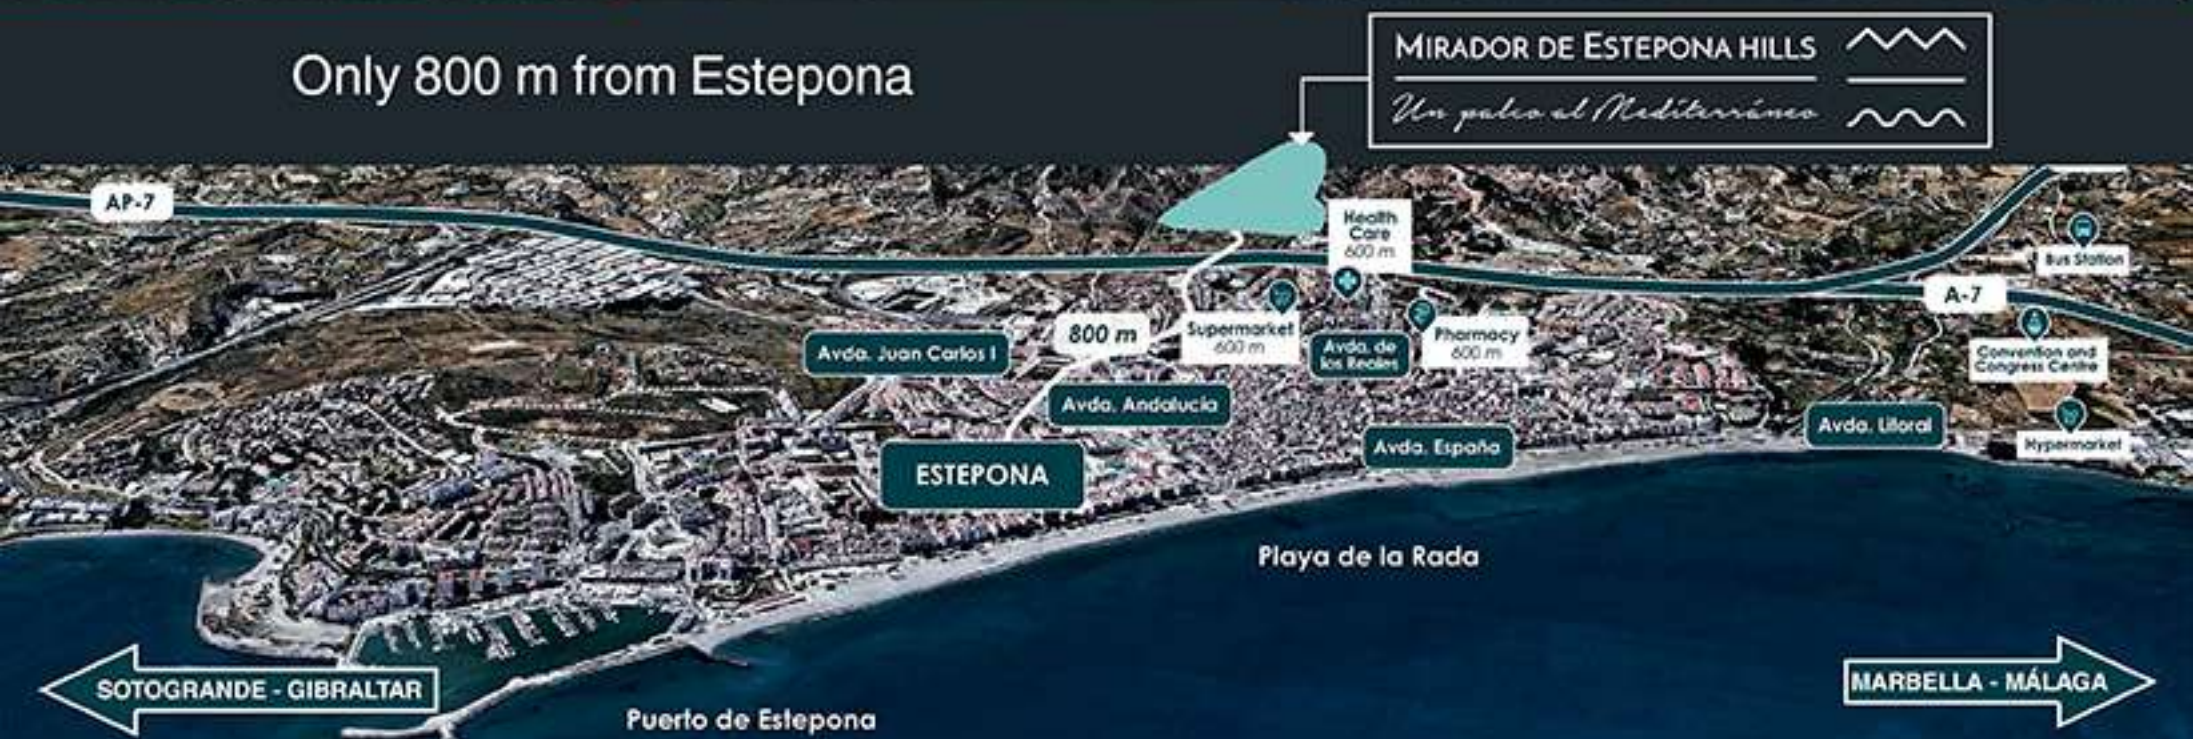 Only 800 m from Estepona
MIRADOR DE ESTEPONA HILLS
Un palco al Mediterráneo
AP-7
Health
Care
600 m
Bus Station
A-7
800 m
Supermarket
600 m
Avda. Juan Carlos I
Avda. de
los Reales
Pharmacy
600 m
Convention and
Congress Centre
Avda. Andalucía
Avda. España
Avda. Litoral
Hypermarket
ESTEPONA
Playa de la Rada
SOTOGRANDE - GIBRALTAR
MARBELLA - MÁLAGA
Puerto de Estepona